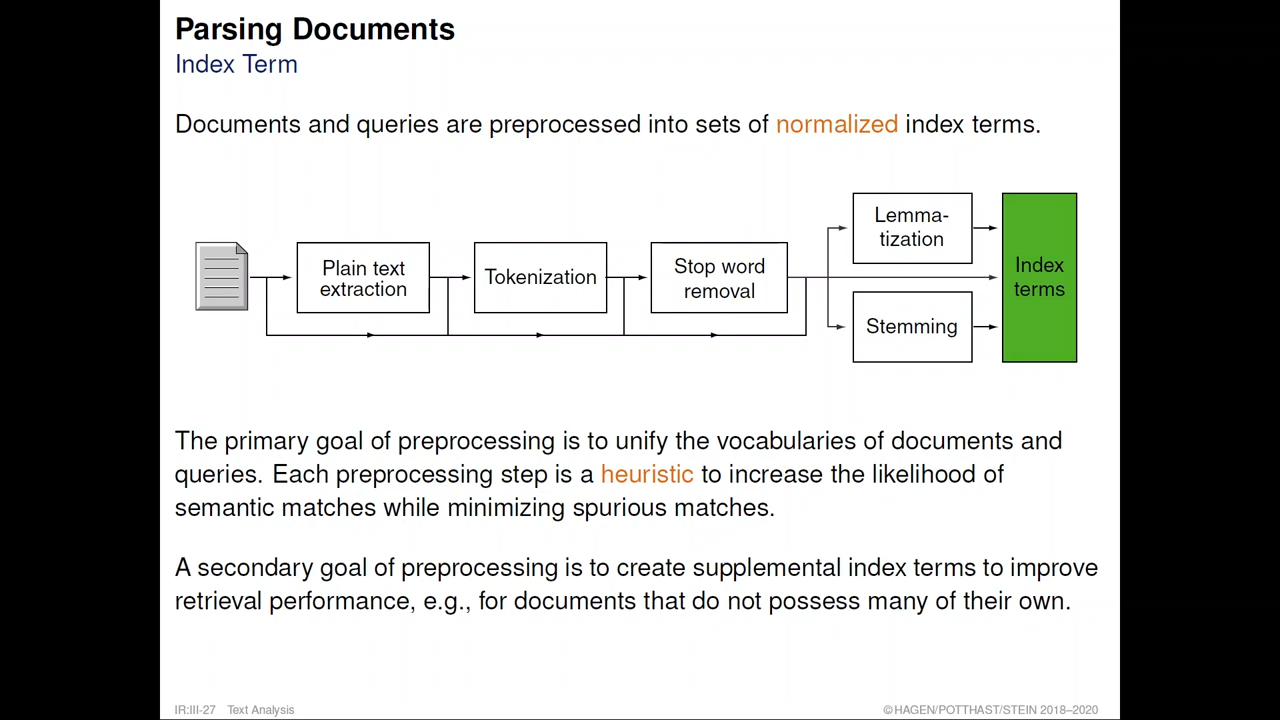 Parsing Documents
Index Term
Documents and queries are preprocessed into sets of normalized index terms.
Plain text
extraction
Tokenization
Stop word
removal
Lemma-
tization
Stemming
Index
terms
The primary goal of preprocessing is to unify the vocabularies of documents and
queries. Each preprocessing step is a heuristic to increase the likelihood of
semantic matches while minimizing spurious matches.
A secondary goal of preprocessing is to create supplemental index terms to improve
retrieval performance, e.g., for documents that do not possess many of their own.
IR:III-27 Text Analysis
©HAGEN/POTTHAST/STEIN 2018–2020